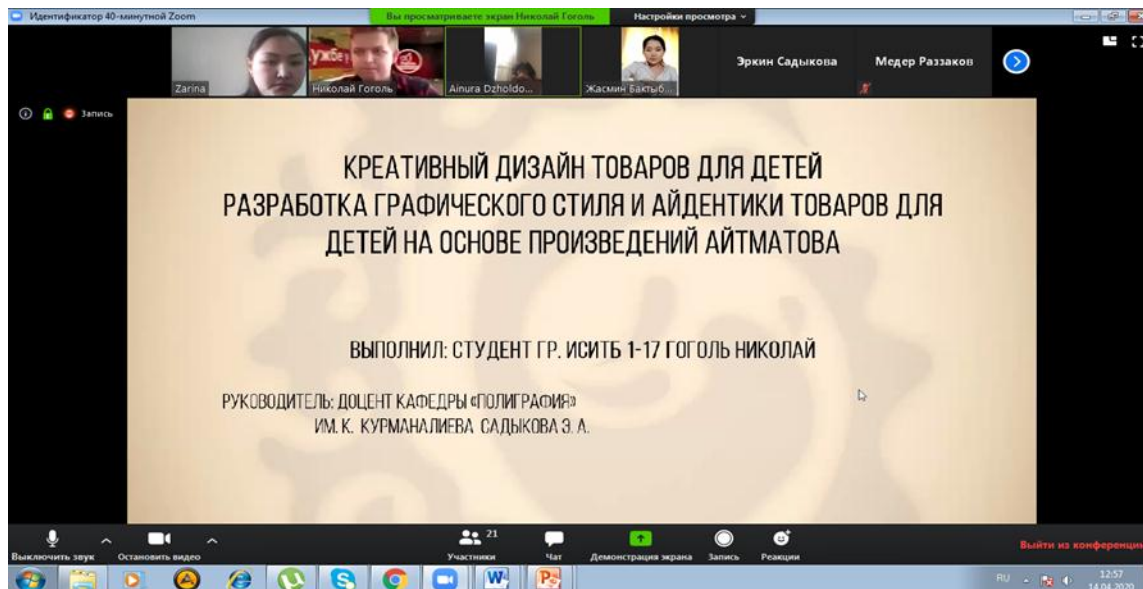 Идентификатор 40-минутной Zoom
Вы просматриваете экран Николай Гоголь
Настройки просмотра
Zarina
Николай Гоголь
Ainura Dzholdo...
Жасмин Бактыб...
Эркин Садыкова
Медер Раззаков
Запись
КРЕАТИВНЫЙ ДИЗАЙН ТОВАРОВ ДЛЯ ДЕТЕЙ
РАЗРАБОТКА ГРАФИЧЕСКОГО СТИЛЯ И АЙДЕНТИКИ ТОВАРОВ ДЛЯ
ДЕТЕЙ НА ОСНОВЕ ПРОИЗВЕДЕНИЙ АЙТМАТОВА
ВЫПОЛНИЛ: СТУДЕНТ ГР. ИСИТБ 1-17 ГОГОЛЬ НИКОЛАЙ
РУКОВОДИТЕЛЬ: ДОЦЕНТ КАФЕДРЫ «ПОЛИГРАФИЯ»
ИМ. К. КУРМАНАЛИЕВА САДЫКОВА Э. А.
21
Выключить звук
Остановить видео
Участники
Чат
Демонстрация экрана
Запись
Реакции
Выйти из конференции
RU
12:57
14.04.2020